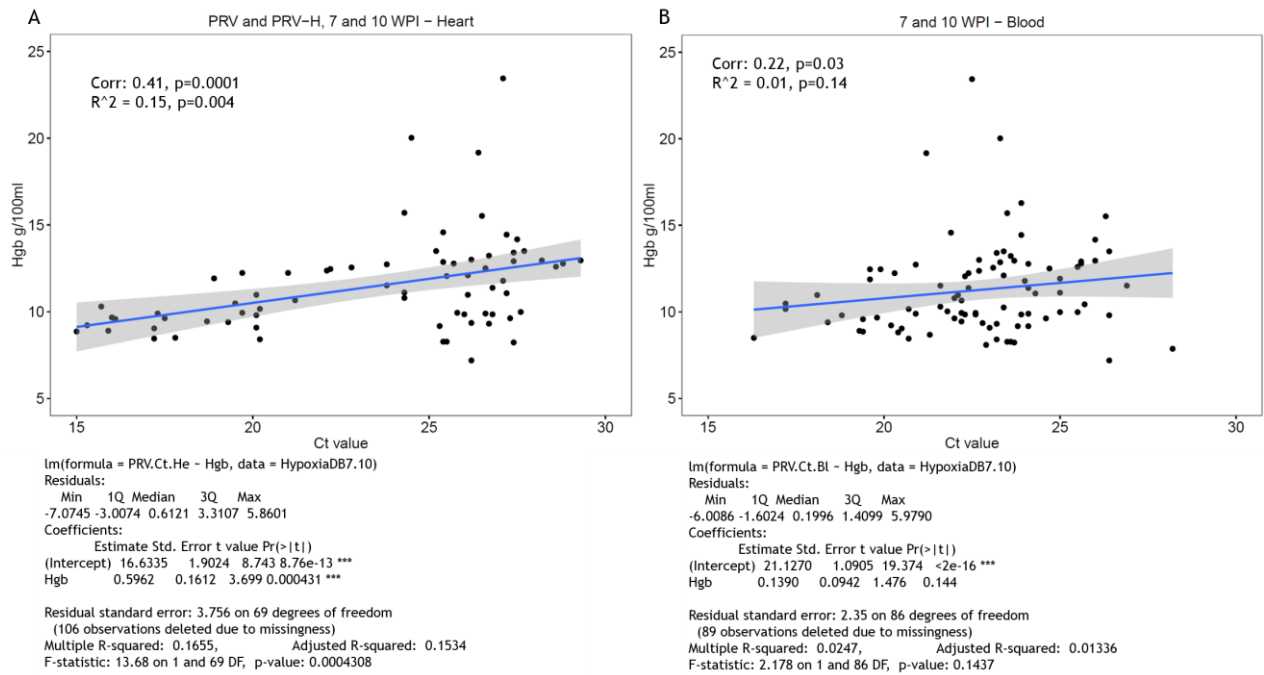 A
PRV and PRV-H, 7 and 10 WPI – Heart
Corr: 0.41, p=0.0001
R^2 = 0.15, p=0.004
25
20
15
10
5
Hgb g/100ml
15 20 25 30
Ct value
lm(formula = PRV.Ct.He ~ Hgb, data = HypoxiaDB7.10)
Residuals:
Min 1Q Median 3Q Max
-7.0745 -3.0074 0.6121 3.3107 5.8601
Coefficients:
Estimate Std. Error t value Pr(>|t|)
(Intercept) 16.6335 1.9024 8.743 8.76e-13 ***
Hgb 0.5962 0.1612 3.699 0.000431 ***
Residual standard error: 3.756 on 69 degrees of freedom
(106 observations deleted due to missingness)
Multiple R-squared: 0.1655, Adjusted R-squared: 0.1534
F-statistic: 13.68 on 1 and 69 DF, p-value: 0.0004308
B
7 and 10 WPI – Blood
Corr: 0.22, p=0.03
R^2 = 0.01, p=0.14
25
20
15
10
5
Hgb g/100ml
15 20 25 30
Ct value
lm(formula = PRV.Ct.Bl ~ Hgb, data = HypoxiaDB7.10)
Residuals:
Min 1Q Median 3Q Max
-6.0086 -1.6024 0.1996 1.4099 5.9790
Coefficients:
Estimate Std. Error t value Pr(>|t|)
(Intercept) 21.1270 1.0905 19.374 <2e-16 ***
Hgb 0.1390 0.0942 1.476 0.144
Residual standard error: 2.35 on 86 degrees of freedom
(89 observations deleted due to missingness)
Multiple R-squared: 0.0247, Adjusted R-squared: 0.01336
F-statistic: 2.178 on 1 and 86 DF, p-value: 0.1437